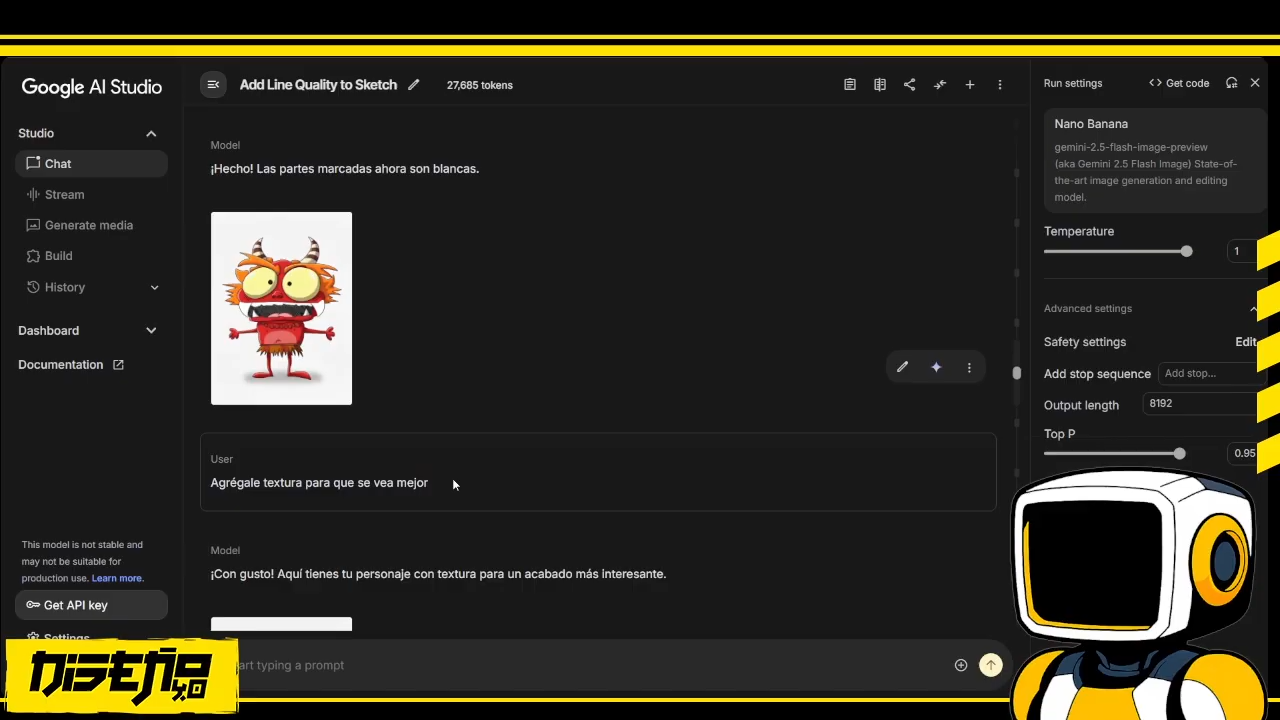 Google AI Studio
Add Line Quality to Sketch
27,685 tokens
Studio
Chat
Stream
Generate media
Build
History
Dashboard
Documentation
This model is not stable and
may not be suitable for
production use. Learn more.
Get API key
Settings
Model
¡Hecho! Las partes marcadas ahora son blancas.
User
Agrégale textura para que se vea mejor
Model
¡Con gusto! Aquí tienes tu personaje con textura para un acabado más interesante.
art typing a prompt
Run settings
Get code
Nano Banana
gemini-2.5-flash-image-preview
(aka Gemini 2.5 Flash Image) State-of-
the-art image generation and editing
model.
Temperature
1
Advanced settings
Safety settings
Edit
Add stop sequence
Add stop...
Output length
8192
Top P
0.95